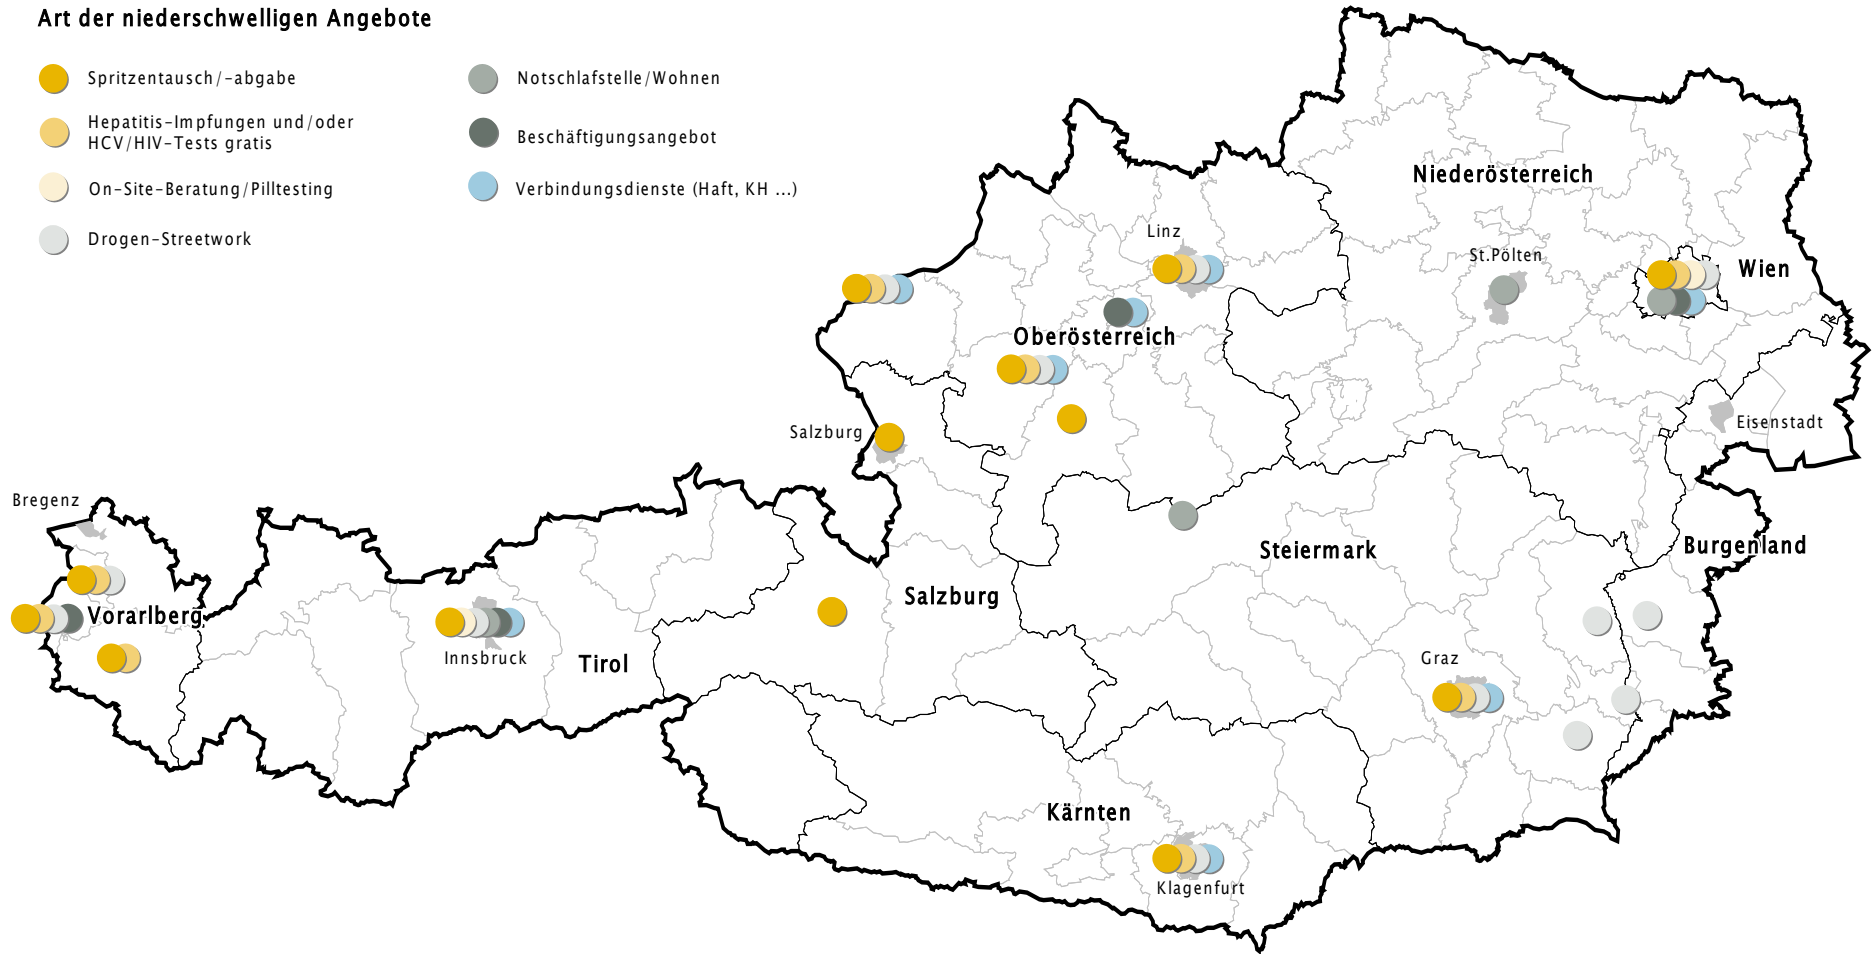 Art der niederschwelligen Angebote
Spritzentausch/-abgabe
Hepatitis-Impfungen und/oder
HCV/HIV-Tests gratis
On-Site-Beratung/Pilltesting
Drogen-Streetwork
Notschlafstelle/Wohnen
Beschäftigungsangebot
Verbindungsdienste (Haft, KH ...)
Niederösterreich
Linz
St.Pölten
Wien
Oberösterreich
Salzburg
Eisenstadt
Bregenz
Steiermark
Burgenland
Salzburg
Vorarlberg
Innsbruck
Tirol
Graz
Kärnten
Klagenfurt